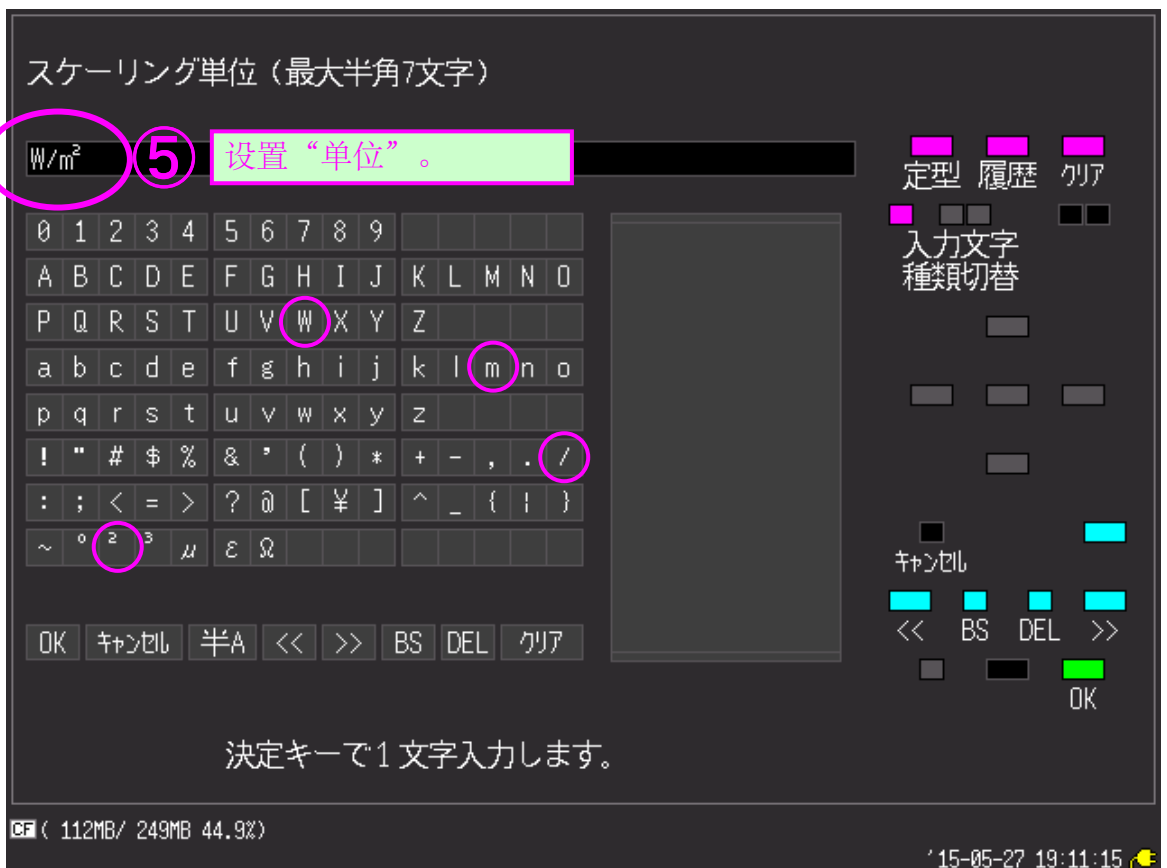 スケーリング単位（最大半角7文字）
W/m²
⑤ 设置“单位”。
定型 履歴 クリア
入力文字
種類切替
0 1 2 3 4 5 6 7 8 9
A B C D E F G H I J K L M N O
P Q R S T U V W X Y Z
a b c d e f g h i j k l m n o
p q r s t u v w x y z
! " # $ % & ' ( ) * + - , . /
: ; < = > ? @ [ ¥ ] ^ _ { ¦ }
~ ° ² ³ μ ε Ω
キャンセル
<< BS DEL >>
OK
OK キャンセル 半A << >> BS DEL クリア
決定キーで1文字入力します。
CF ( 112MB/ 249MB 44.9%)
'15-05-27 19:11:15